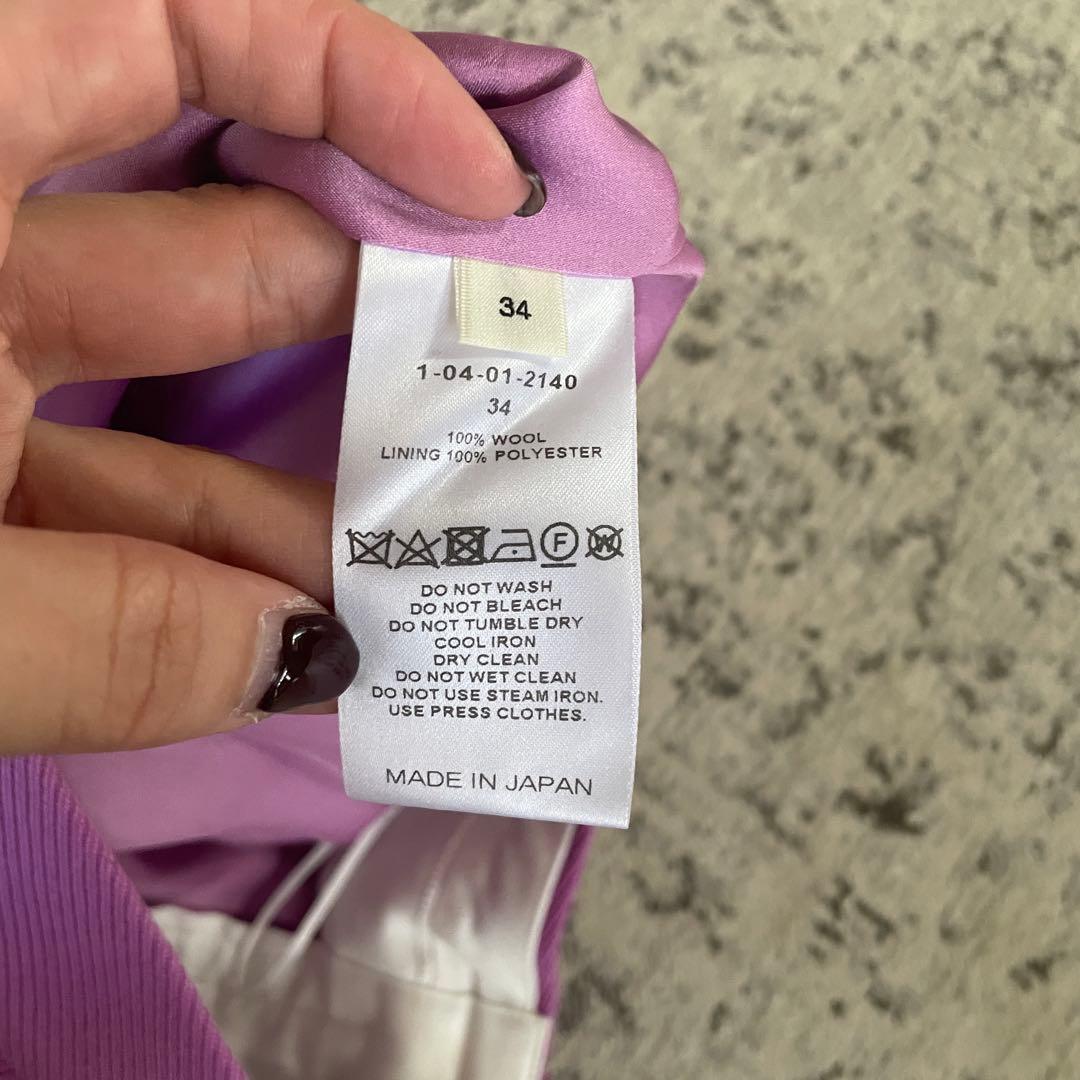 34
1-04-01-2140
34
100% WOOL
LINING 100% POLYESTER
F W
DO NOT WASH
DO NOT BLEACH
DO NOT TUMBLE DRY
COOL IRON
DRY CLEAN
DO NOT WET CLEAN
DO NOT USE STEAM IRON.
USE PRESS CLOTHES.
MADE IN JAPAN